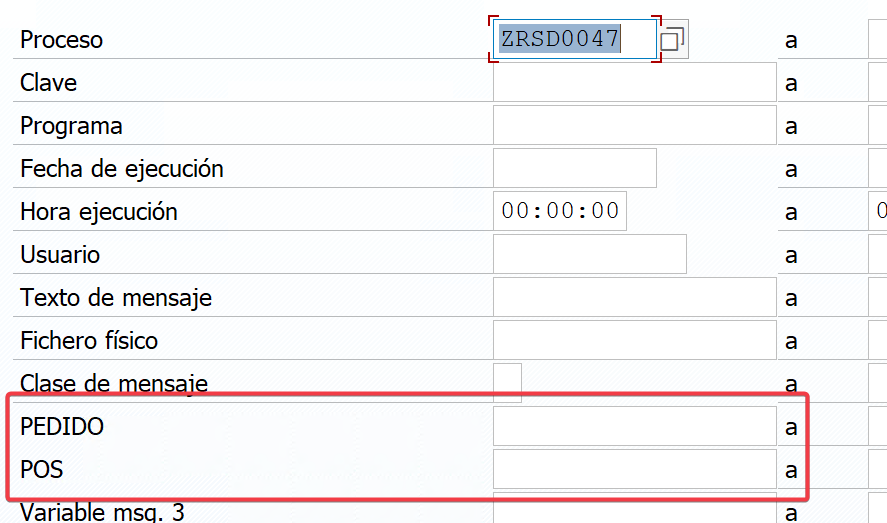 Proceso ZRSD0047 a
Clave a
Programa a
Fecha de ejecución a
Hora ejecución 00:00:00 a 0
Usuario a
Texto de mensaje a
Fichero físico a
Clase de mensaje a
PEDIDO a
POS a
Variable msg. 3 a